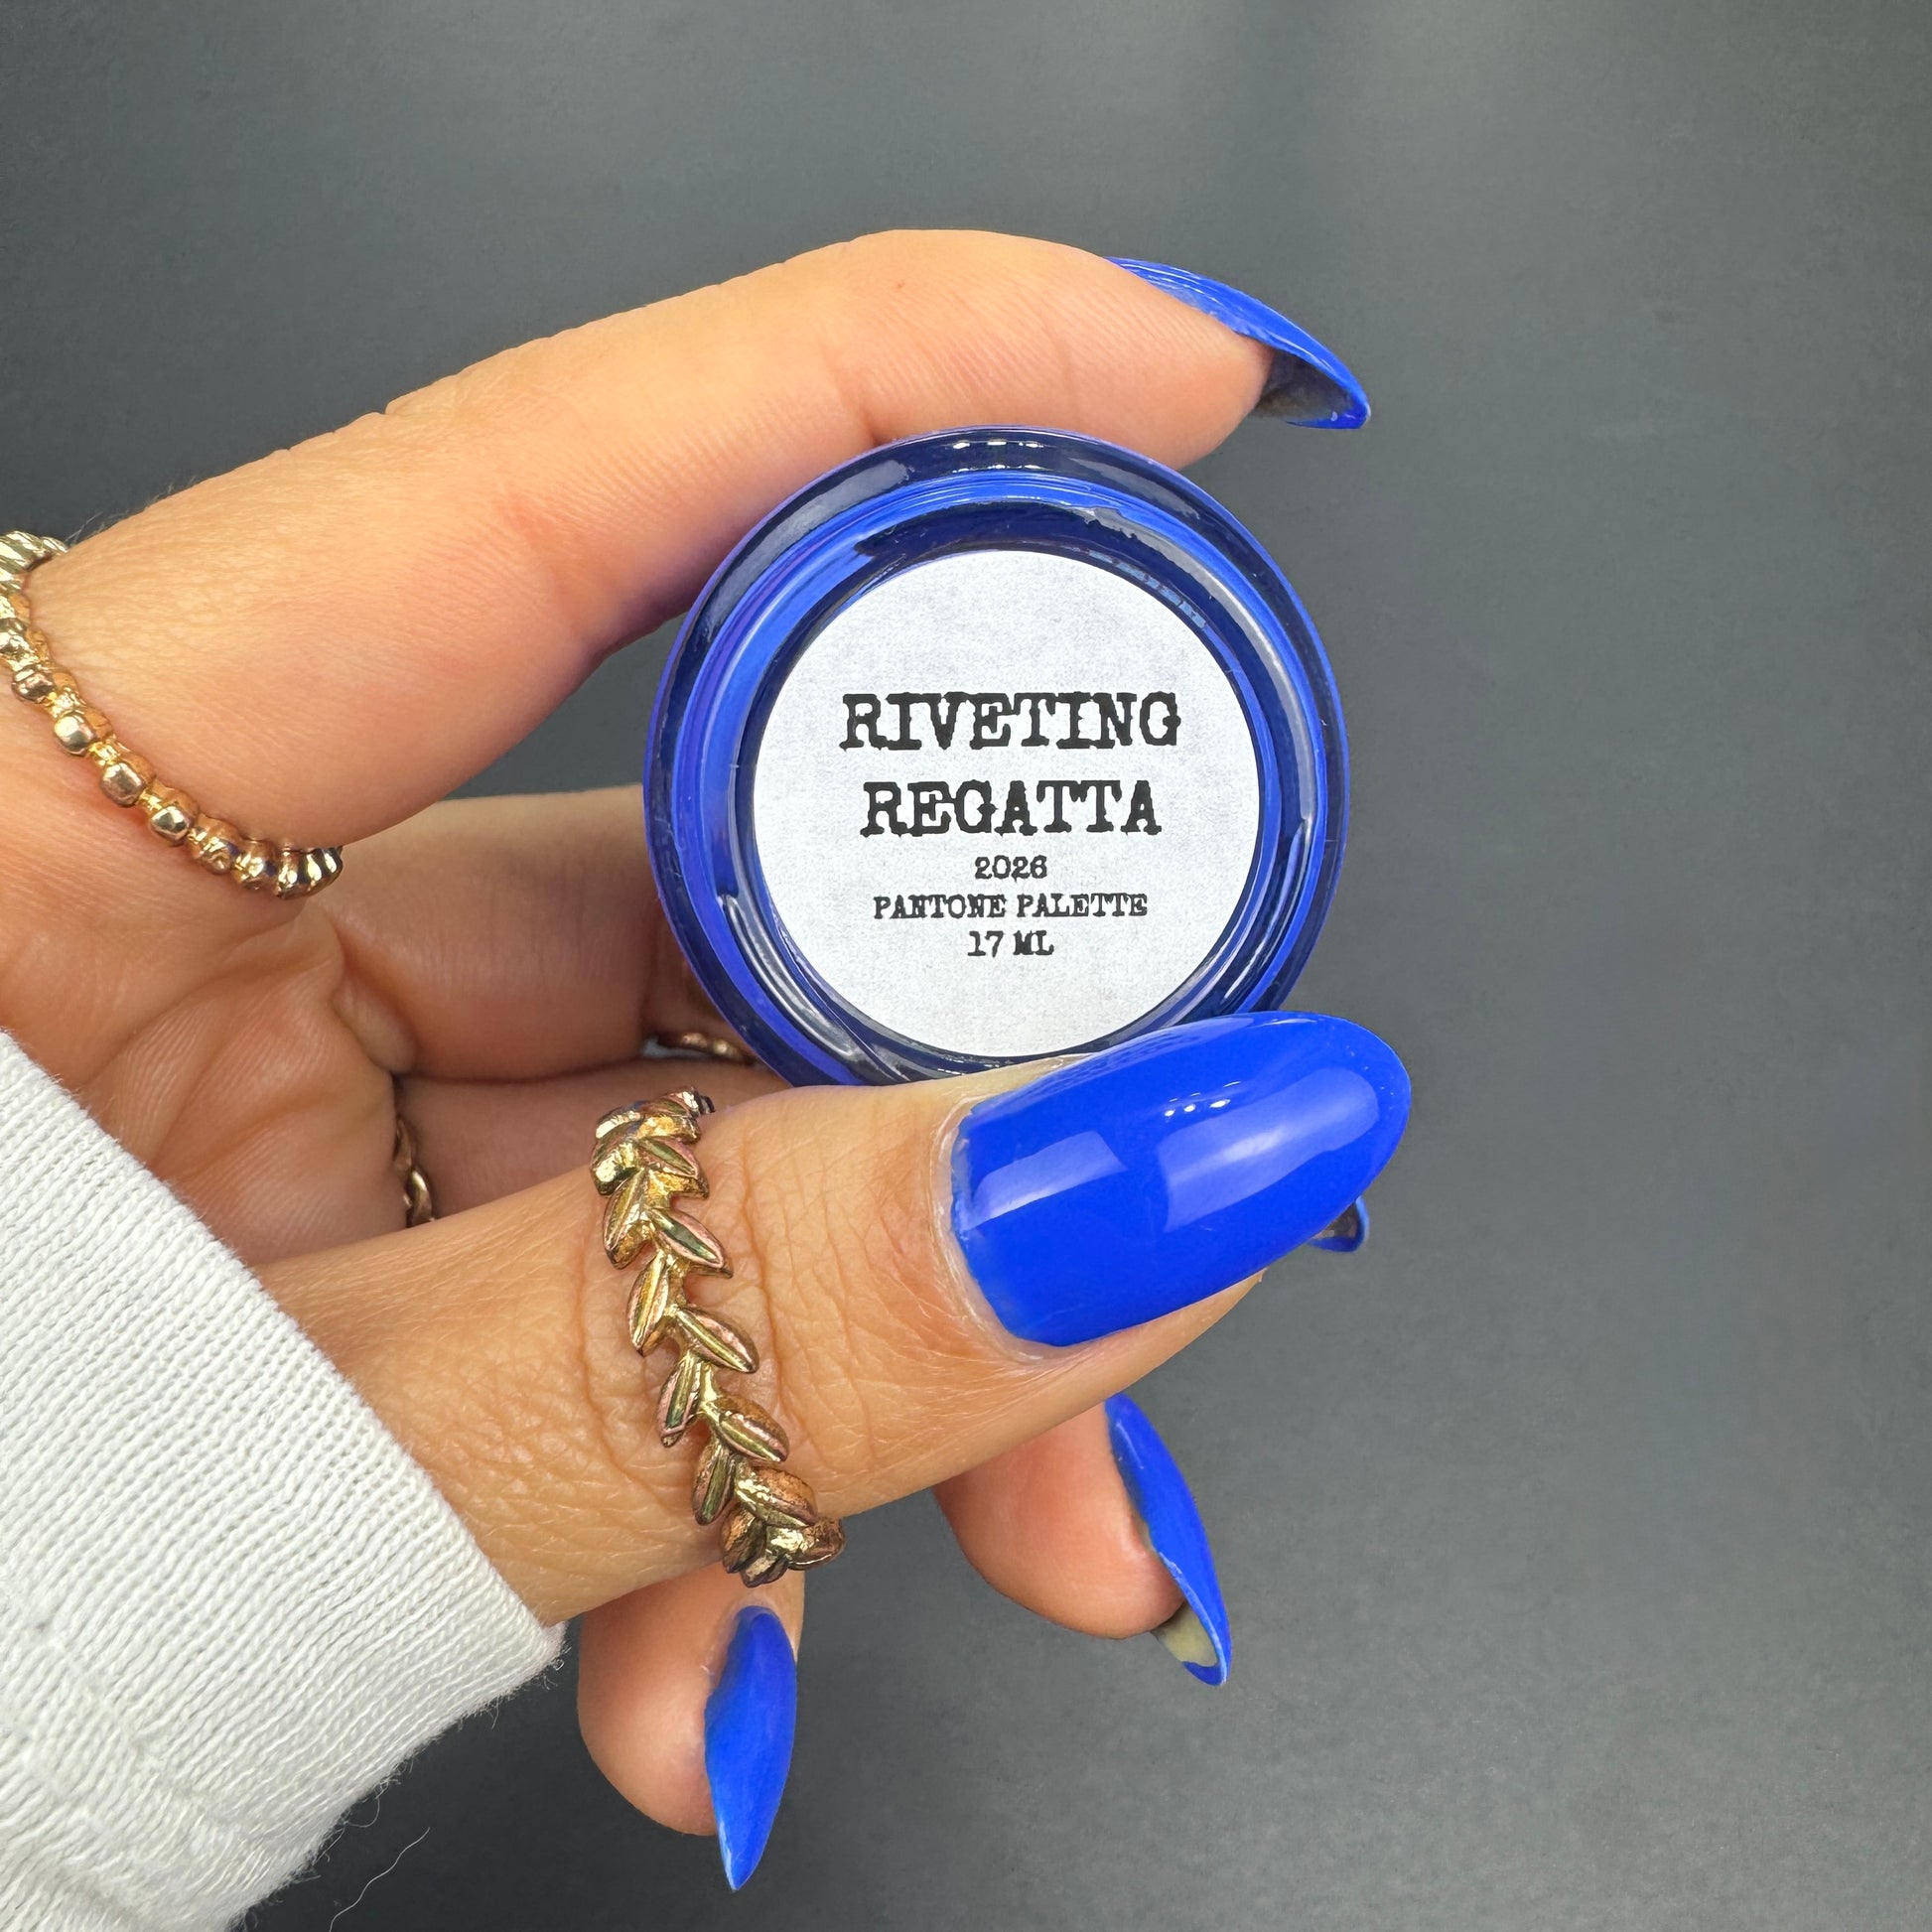 RIVETING
REGATTA
2026
PANTONE PALETTE
17 ML